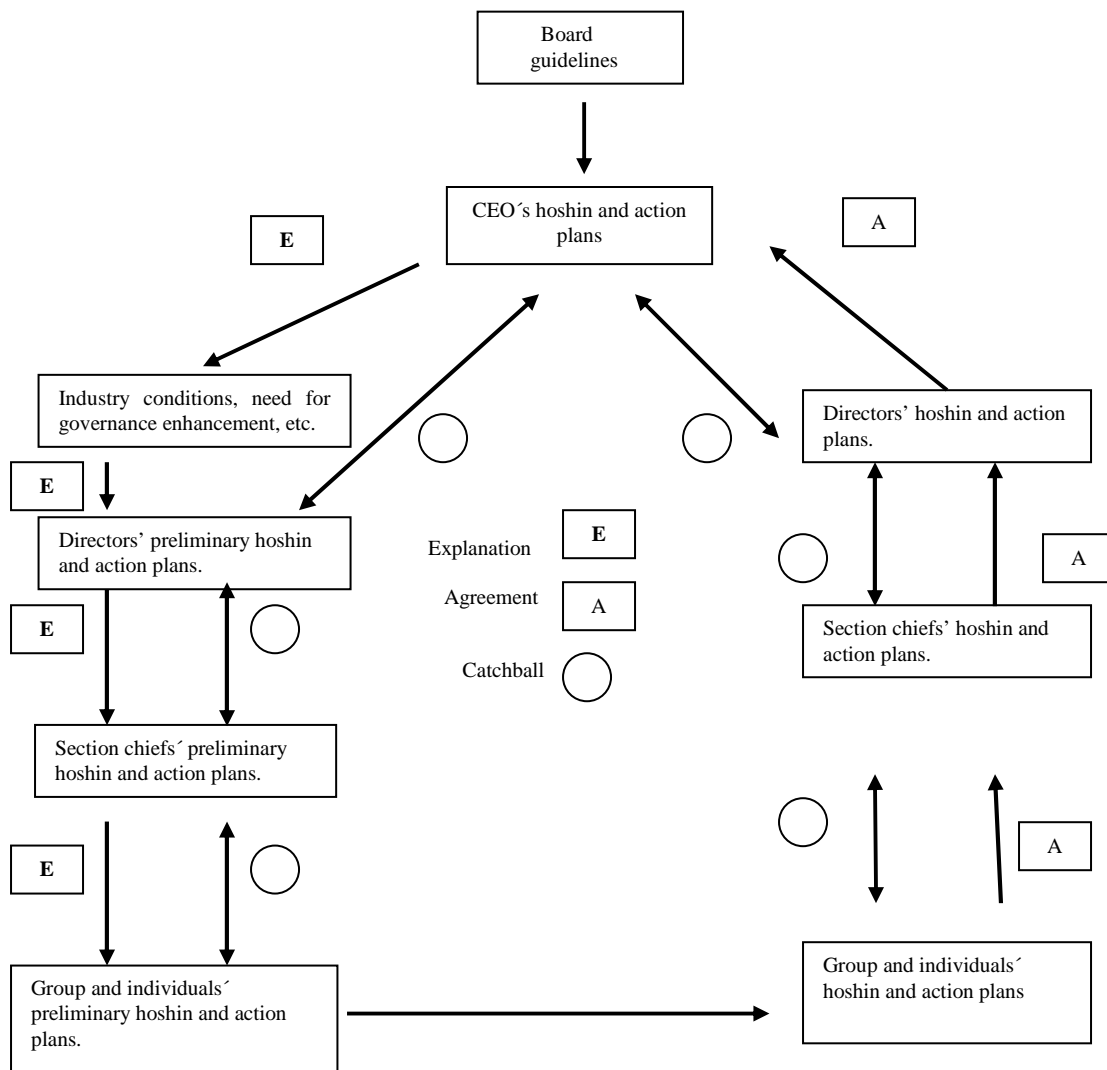 Board
guidelines
CEO´s hoshin and action
plans
E
A
Industry conditions, need for
governance enhancement, etc.
Directors’ hoshin and action
plans.
E
Directors’ preliminary hoshin
and action plans.
Explanation
E
A
Agreement
A
E
Section chiefs’ hoshin and
action plans.
Catchball
Section chiefs´ preliminary
hoshin and action plans.
E
A
Group and individuals´
preliminary hoshin and action
plans.
Group and individuals´
hoshin and action plans